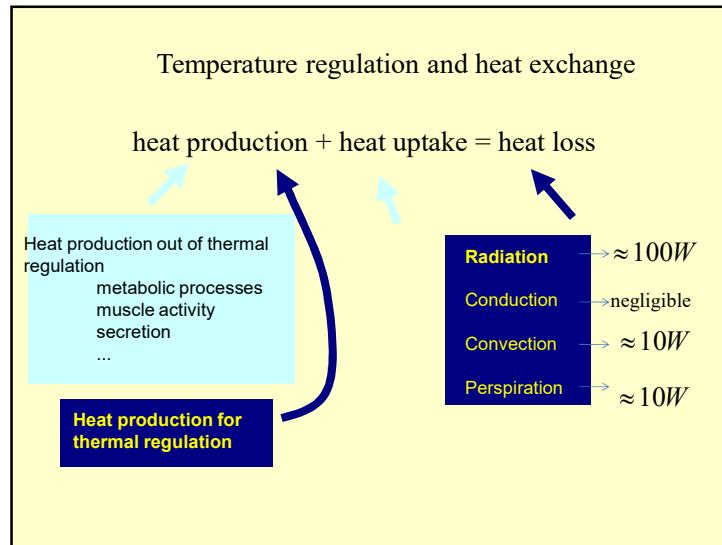 Temperature regulation and heat exchange
heat production + heat uptake = heat loss
Heat production out of thermal
regulation
metabolic processes
muscle activity
secretion
...
Heat production for
thermal regulation
Radiation
≈100W
Conduction
negligible
Convection
≈10W
Perspiration
≈10W